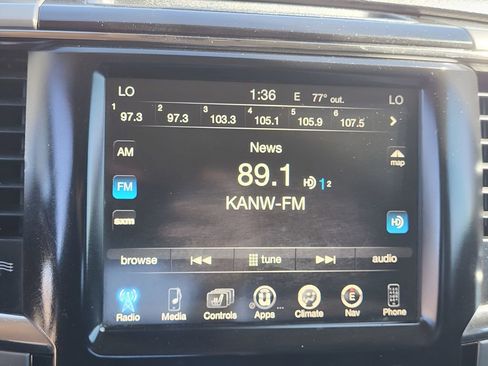 LO 1:36 E 77° out. LO
1 97.3 2 97.3 3 103.3 4 105.1 5 105.9 6 107.5
AM News map
FM 89.1 HD 1 2
KANW-FM
sxm HD
browse tune audio
Radio Media Controls Apps Climate E Nav Phone